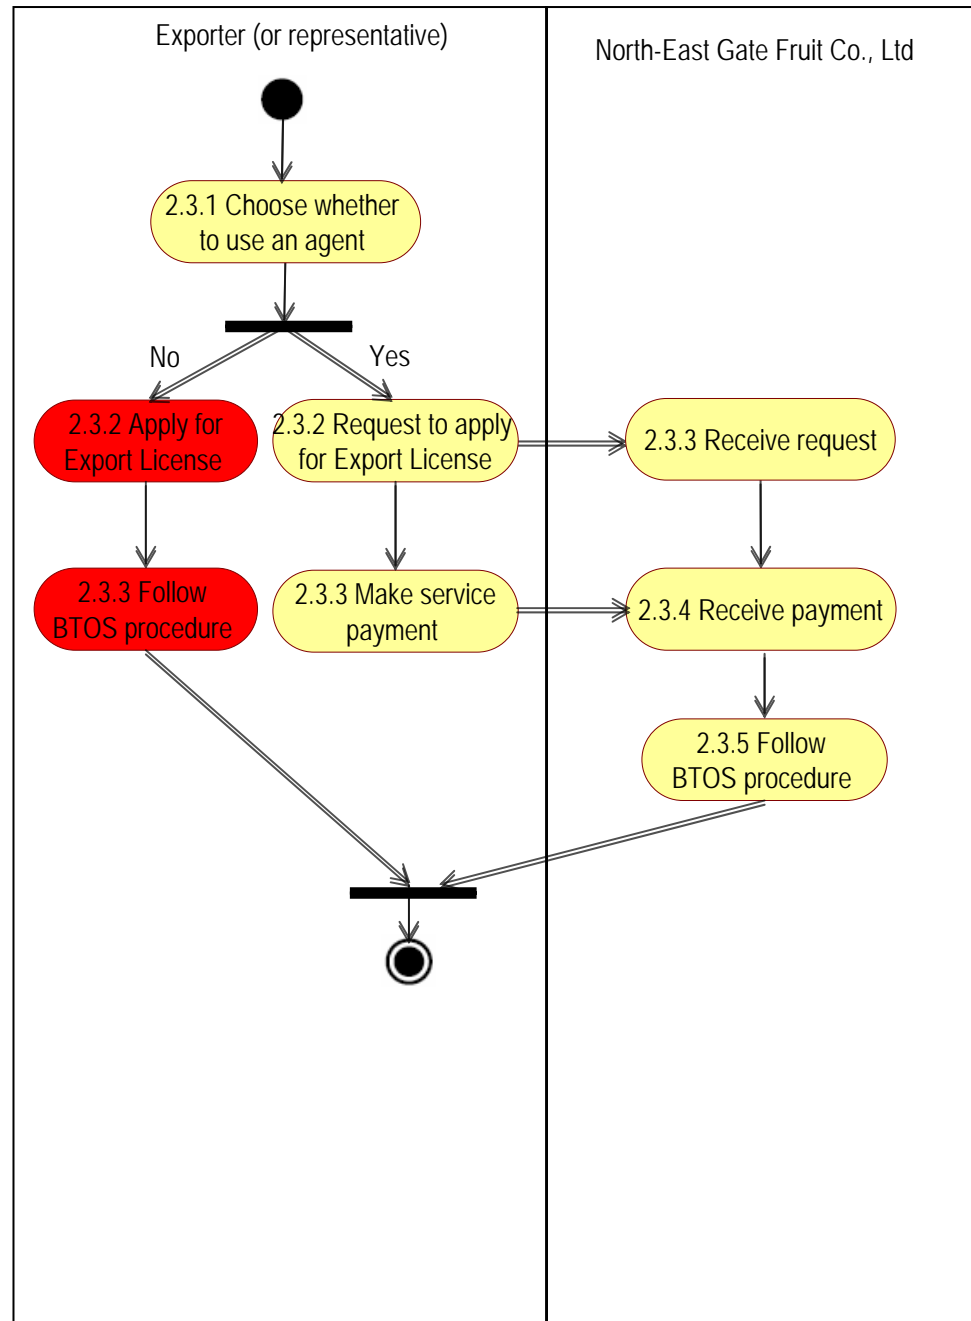 Exporter (or representative)
North-East Gate Fruit Co., Ltd
2.3.1 Choose whether
to use an agent
No
Yes
2.3.2 Apply for
Export License
2.3.2 Request to apply
for Export License
2.3.3 Receive request
2.3.3 Follow
BTOS procedure
2.3.3 Make service
payment
2.3.4 Receive payment
2.3.5 Follow
BTOS procedure